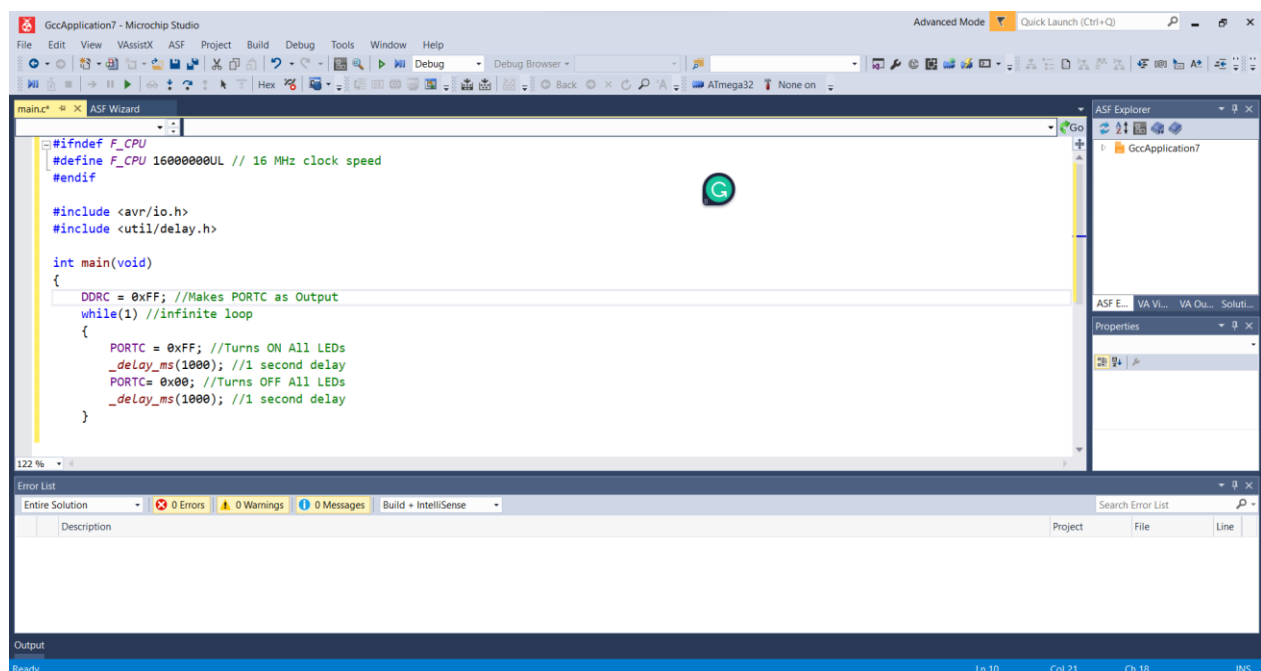 GccApplication7 - Microchip Studio
Advanced Mode
Quick Launch (Ctrl+Q)
File Edit View VAssistX ASF Project Build Debug Tools Window Help
Debug Debug Browser
Hex Back ATmega32 None on
main.c* ASF Wizard
ASF Explorer
Go
GccApplication7
#ifndef F_CPU
#define F_CPU 16000000UL // 16 MHz clock speed
#endif
#include <avr/io.h>
#include <util/delay.h>
int main(void)
{
DDRC = 0xFF; //Makes PORTC as Output
while(1) //infinite loop
{
PORTC = 0xFF; //Turns ON All LEDs
_delay_ms(1000); //1 second delay
PORTC= 0x00; //Turns OFF All LEDs
_delay_ms(1000); //1 second delay
}
ASF E... VA Vi... VA Ou... Soluti...
Properties
122 %
Error List
Entire Solution 0 Errors 0 Warnings 0 Messages Build + IntelliSense Search Error List
Description Project File Line
Output
Ready Ln 10 Col 21 Ch 18 INS